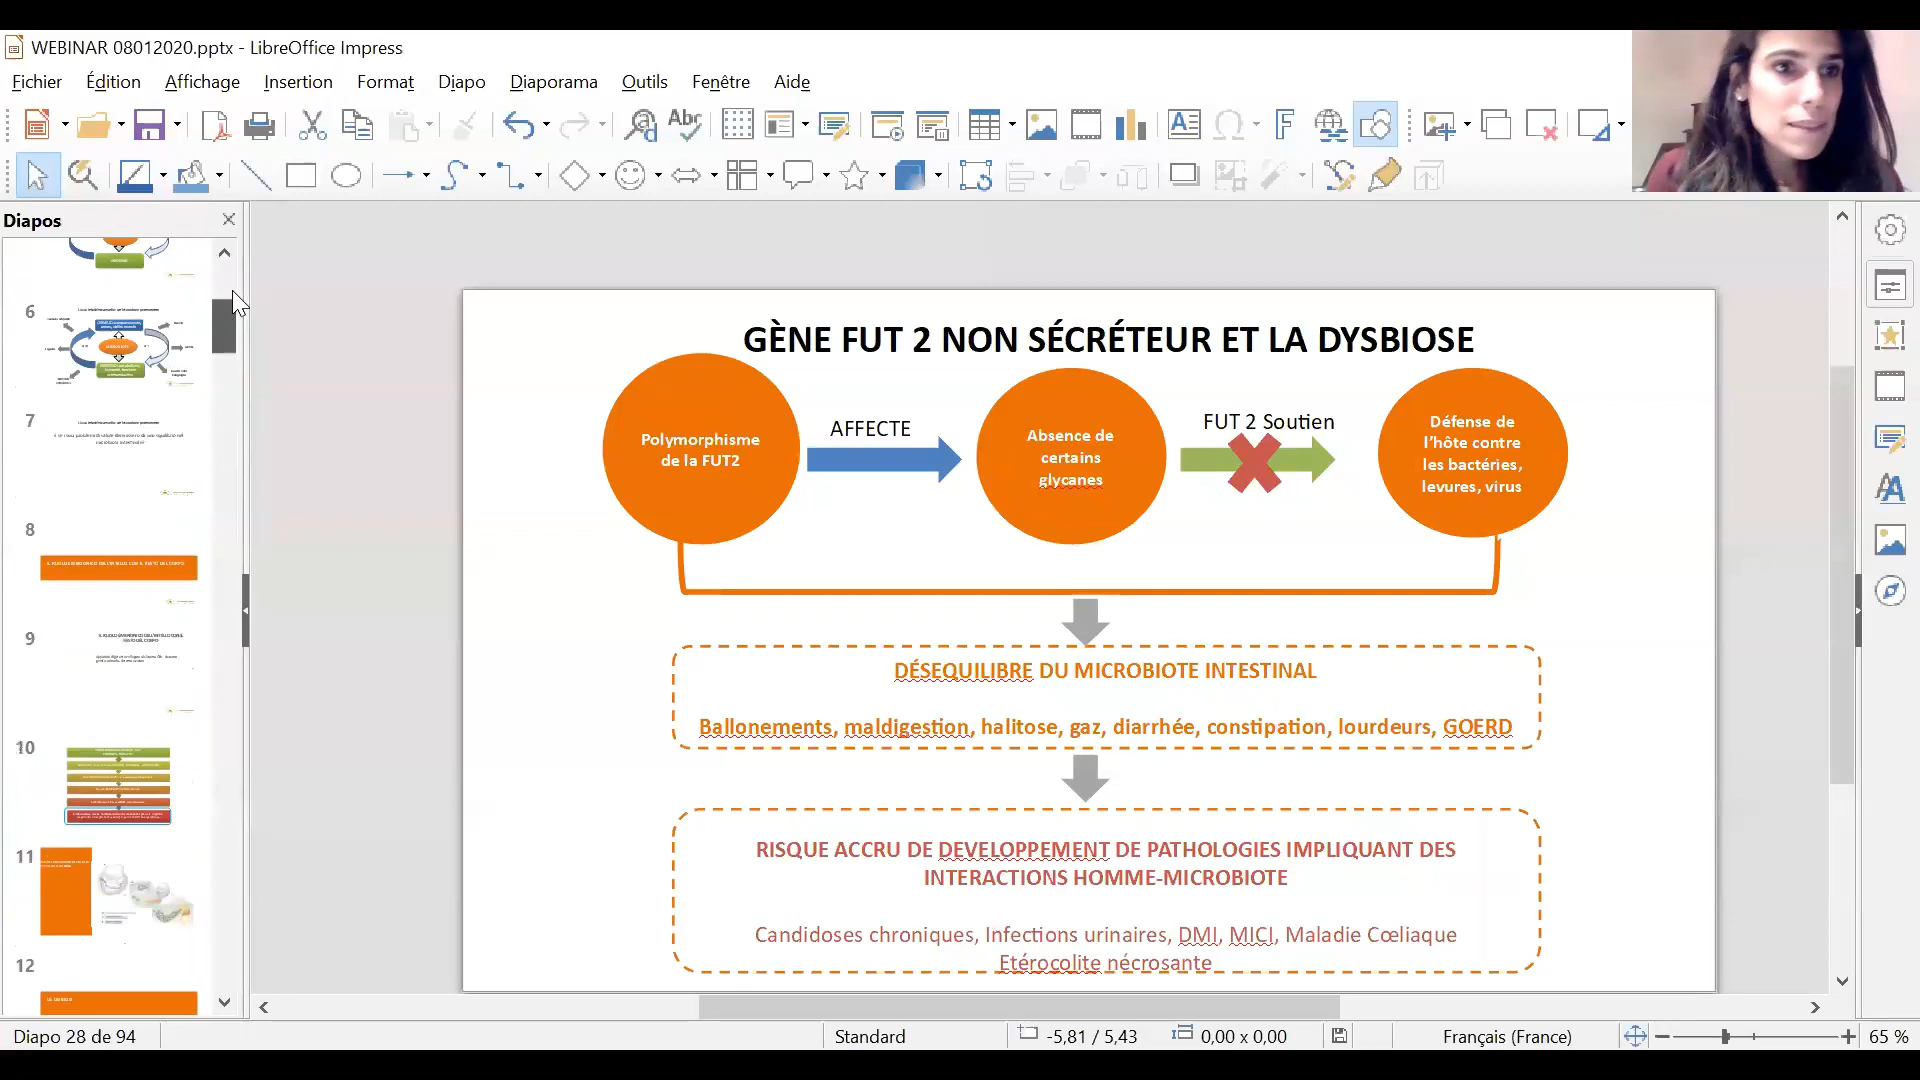 WEBINAR 08012020.pptx - LibreOffice Impress
Fichier Édition Affichage Insertion Format Diapo Diaporama Outils Fenêtre Aide
Diapos
6
7
8
9
10
11
12
GÈNE FUT 2 NON SÉCRÉTEUR ET LA DYSBIOSE
Polymorphisme
de la FUT2
AFFECTE
Absence de
certains
glycanes
FUT 2 Soutien
Défense de
l'hôte contre
les bactéries,
levures, virus
DÉSEQUILIBRE DU MICROBIOTE INTESTINAL
Ballonements, maldigestion, halitose, gaz, diarrhée, constipation, lourdeurs, GOERD
RISQUE ACCRU DE DEVELOPPEMENT DE PATHOLOGIES IMPLIQUANT DES
INTERACTIONS HOMME-MICROBIOTE
Candidoses chroniques, Infections urinaires, DMI, MICI, Maladie Cœliaque
Etérocolite nécrosante
Diapo 28 de 94 Standard -5,81 / 5,43 0,00 x 0,00 Français (France) 65 %